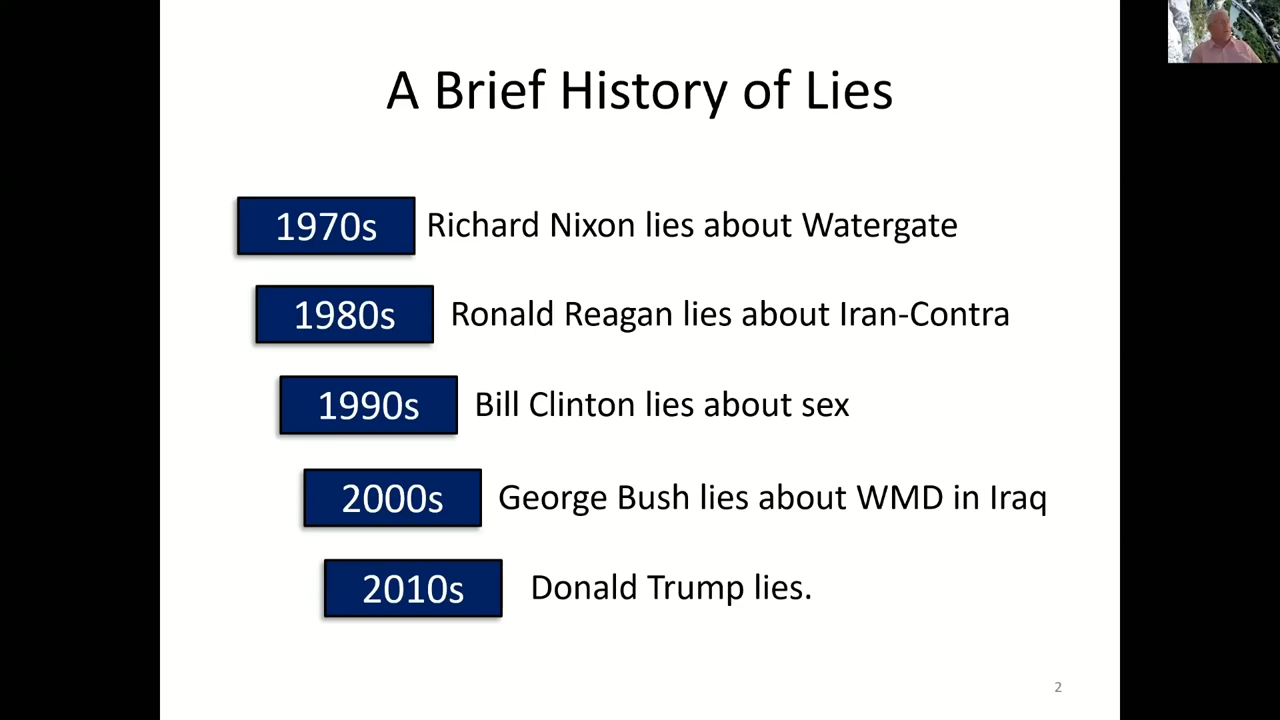 A Brief History of Lies
1970s Richard Nixon lies about Watergate
1980s Ronald Reagan lies about Iran-Contra
1990s Bill Clinton lies about sex
2000s George Bush lies about WMD in Iraq
2010s Donald Trump lies.
2